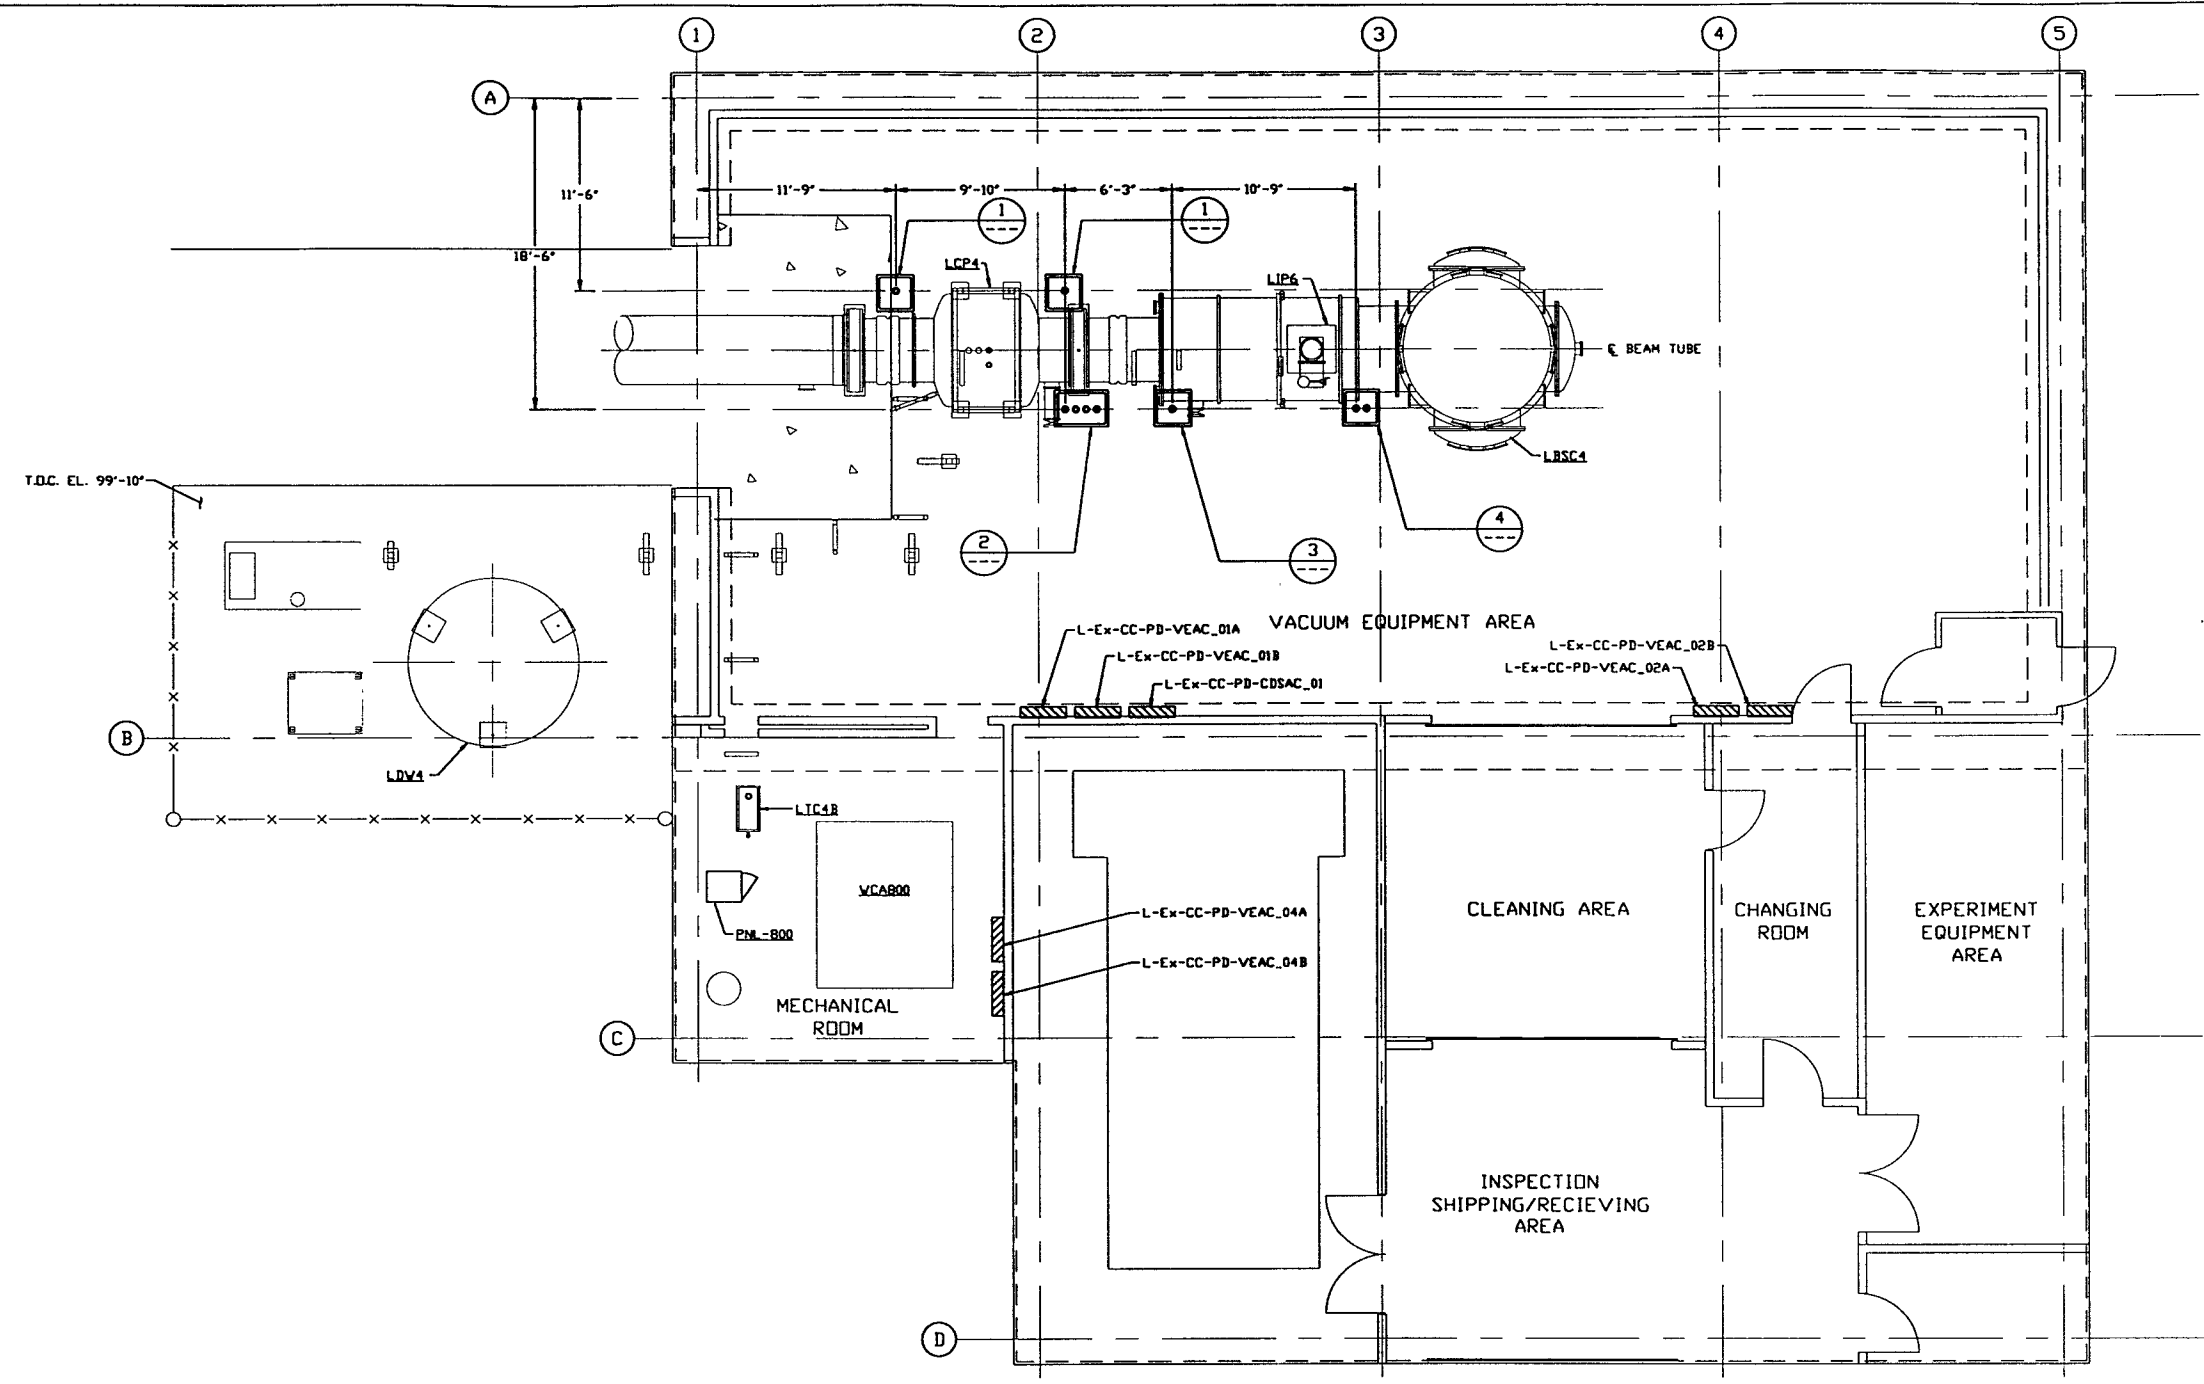 1
2
3
4
5
A
11'-9"
9'-10"
6'-3"
10'-9"
11'-6"
1
1
18'-6"
LCP4
LIP6
℄ BEAM TUBE
LBSC4
T.O.C. EL. 99'-10"
4
2
3
VACUUM EQUIPMENT AREA
L-Ex-CC-PD-VEAC_01A
L-Ex-CC-PD-VEAC_01B
L-Ex-CC-PD-CDSAC_01
L-Ex-CC-PD-VEAC_02B
L-Ex-CC-PD-VEAC_02A
B
LDW4
LTC4B
WCA800
PNL-800
L-Ex-CC-PD-VEAC_04A
L-Ex-CC-PD-VEAC_04B
CLEANING AREA
CHANGING
ROOM
EXPERIMENT
EQUIPMENT
AREA
MECHANICAL
ROOM
C
INSPECTION
SHIPPING/RECIEVING
AREA
D